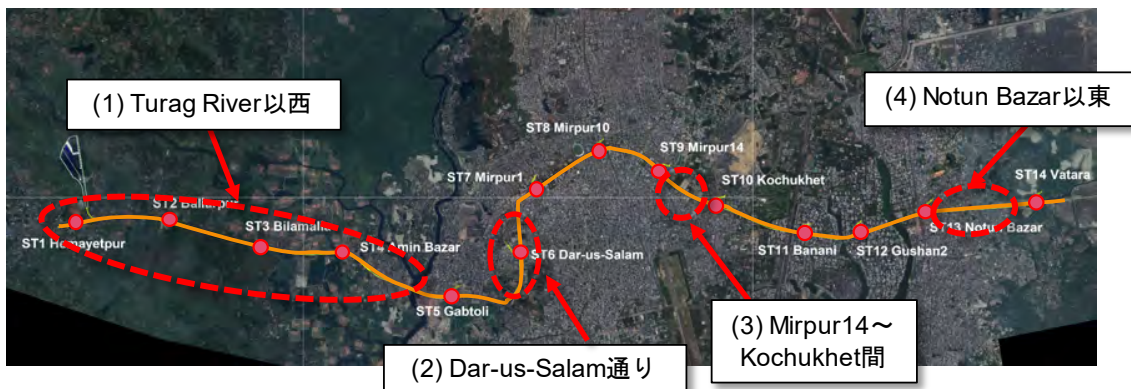 (1) Turag River以西
(4) Notun Bazar以東
ST8 Mirpur10
ST9 Mirpur14
ST7 Mirpur1
ST10 Kochukhet
ST14 Vatara
ST2 Baliarpur
ST1 Hemayetpur
ST3 Bilamalia
ST4 Amin Bazar
ST6 Dar-us-Salam
ST11 Banani
ST12 Gushan2
ST13 Notun Bazar
ST5 Gabtoli
(2) Dar-us-Salam通り
(3) Mirpur14～
Kochukhet間